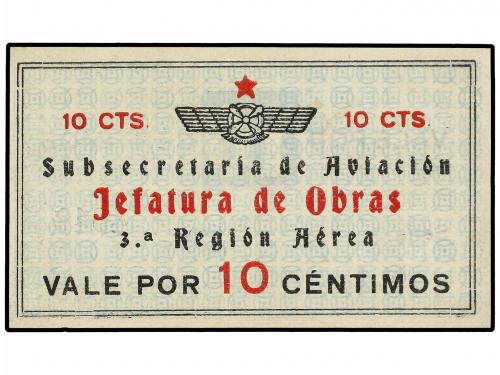 10 CTS. 10 CTS.
Subsecretaría de Aviación
Jefatura de Obras
3.ª Región Aérea
VALE POR 10 CÉNTIMOS